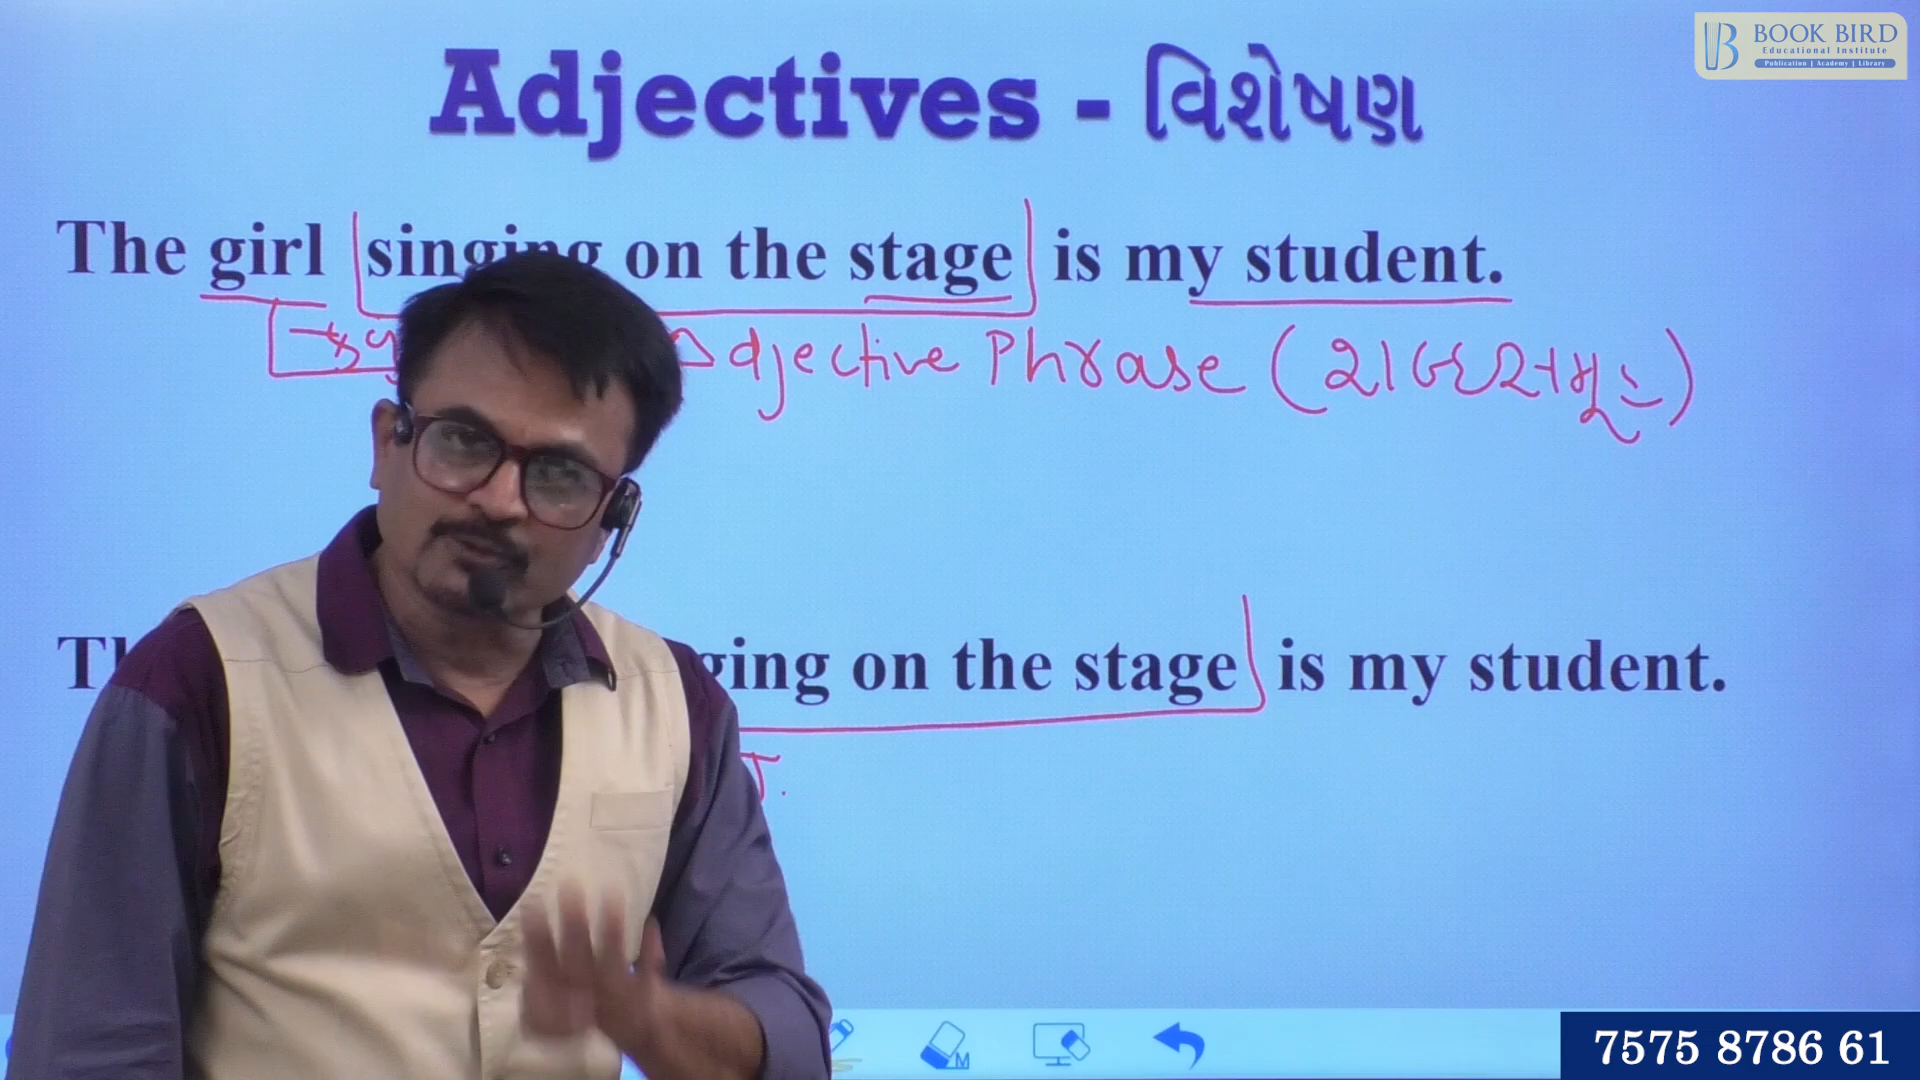 BOOK BIRD
Educational Institute
Publication | Academy | Library
Adjectives - વિશેષણ
The girl singing on the stage is my student.
Adjective Phrase (શબ્દસમૂહ)
ging on the stage is my student.
7575 8786 61